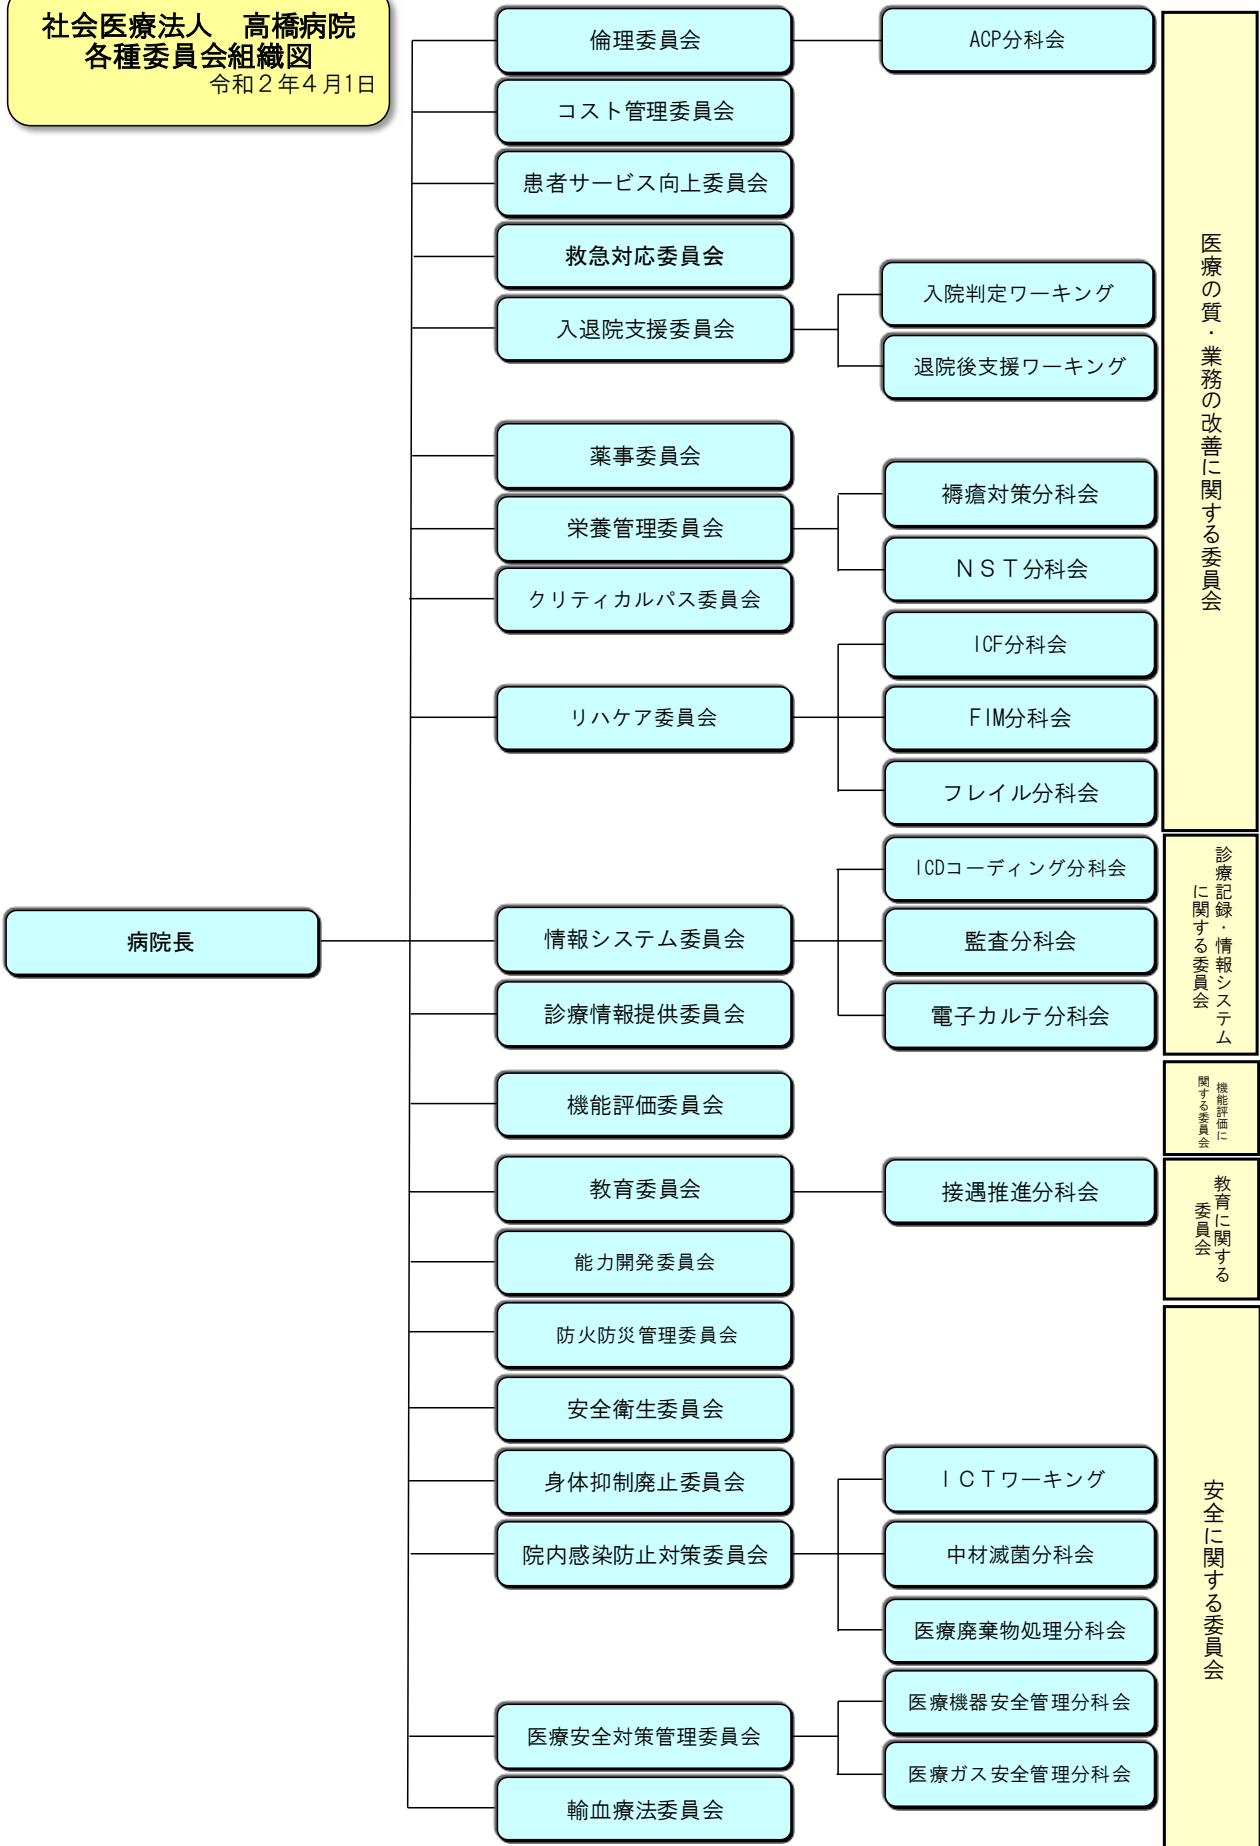 社会医療法人　高橋病院
各種委員会組織図
令和２年４月1日
倫理委員会
ACP分科会
コスト管理委員会
患者サービス向上委員会
救急対応委員会
入退院支援委員会
入院判定ワーキング
退院後支援ワーキング
薬事委員会
栄養管理委員会
褥瘡対策分科会
ＮＳＴ分科会
クリティカルパス委員会
リハケア委員会
ICF分科会
FIM分科会
フレイル分科会
医療の質・業務の改善に関する委員会
病院長
情報システム委員会
ICDコーディング分科会
監査分科会
電子カルテ分科会
診療情報提供委員会
診療記録・情報システム
に関する委員会
機能評価委員会
機能評価に
関する委員会
教育委員会
接遇推進分科会
能力開発委員会
教育に関する
委員会
防火防災管理委員会
安全衛生委員会
身体抑制廃止委員会
院内感染防止対策委員会
ＩＣＴワーキング
中材滅菌分科会
医療廃棄物処理分科会
医療安全対策管理委員会
医療機器安全管理分科会
医療ガス安全管理分科会
輸血療法委員会
安全に関する委員会